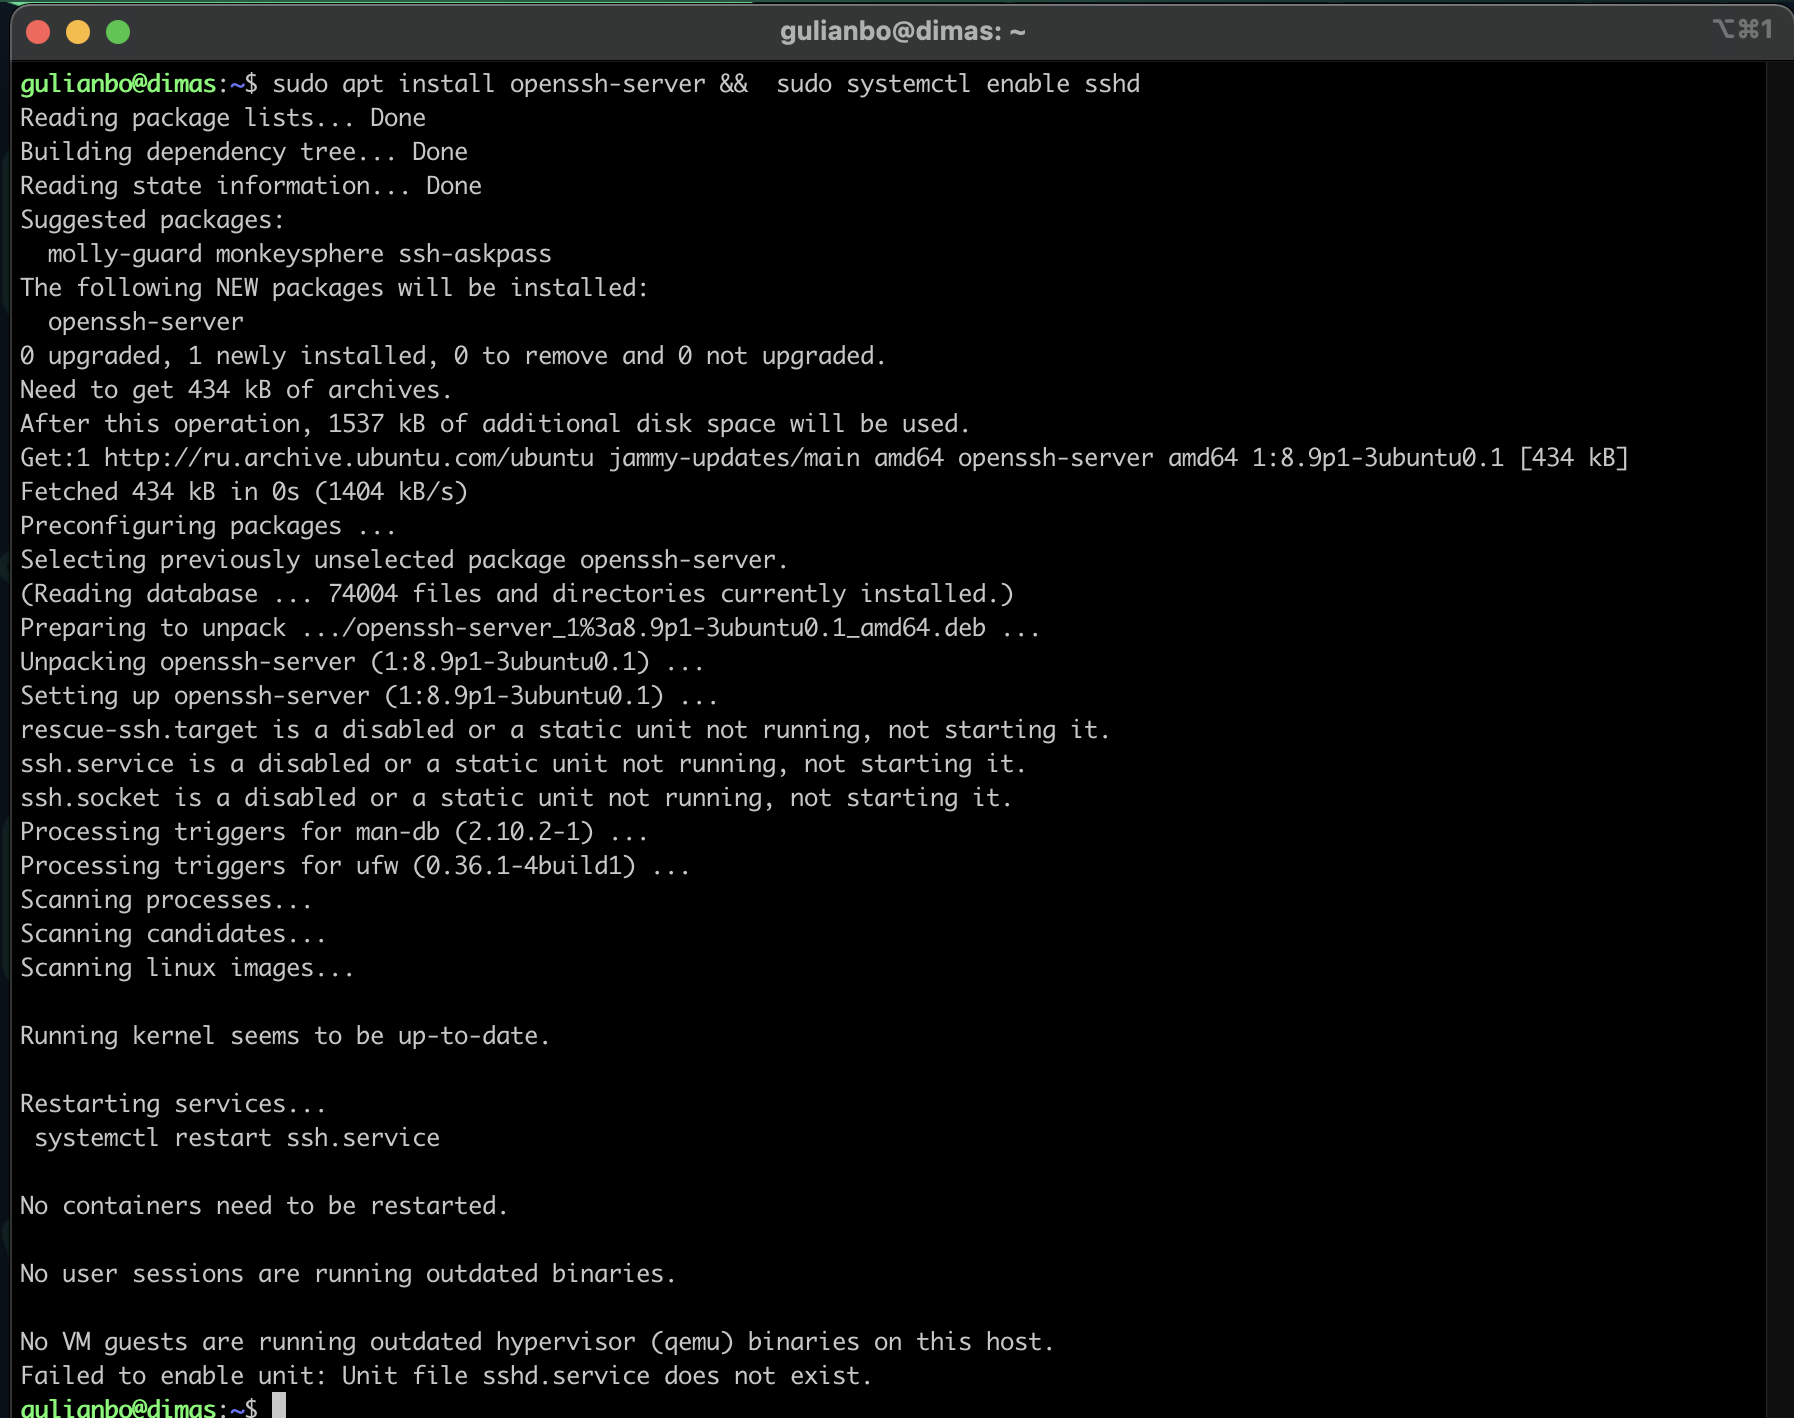 gulianbo@dimas: ~
⌥⌘1
gulianbo@dimas:~$ sudo apt install openssh-server &&  sudo systemctl enable sshd
Reading package lists... Done
Building dependency tree... Done
Reading state information... Done
Suggested packages:
  molly-guard monkeysphere ssh-askpass
The following NEW packages will be installed:
  openssh-server
0 upgraded, 1 newly installed, 0 to remove and 0 not upgraded.
Need to get 434 kB of archives.
After this operation, 1537 kB of additional disk space will be used.
Get:1 http://ru.archive.ubuntu.com/ubuntu jammy-updates/main amd64 openssh-server amd64 1:8.9p1-3ubuntu0.1 [434 kB]
Fetched 434 kB in 0s (1404 kB/s)
Preconfiguring packages ...
Selecting previously unselected package openssh-server.
(Reading database ... 74004 files and directories currently installed.)
Preparing to unpack .../openssh-server_1%3a8.9p1-3ubuntu0.1_amd64.deb ...
Unpacking openssh-server (1:8.9p1-3ubuntu0.1) ...
Setting up openssh-server (1:8.9p1-3ubuntu0.1) ...
rescue-ssh.target is a disabled or a static unit not running, not starting it.
ssh.service is a disabled or a static unit not running, not starting it.
ssh.socket is a disabled or a static unit not running, not starting it.
Processing triggers for man-db (2.10.2-1) ...
Processing triggers for ufw (0.36.1-4build1) ...
Scanning processes...
Scanning candidates...
Scanning linux images...

Running kernel seems to be up-to-date.

Restarting services...
 systemctl restart ssh.service

No containers need to be restarted.

No user sessions are running outdated binaries.

No VM guests are running outdated hypervisor (qemu) binaries on this host.
Failed to enable unit: Unit file sshd.service does not exist.
gulianbo@dimas:~$